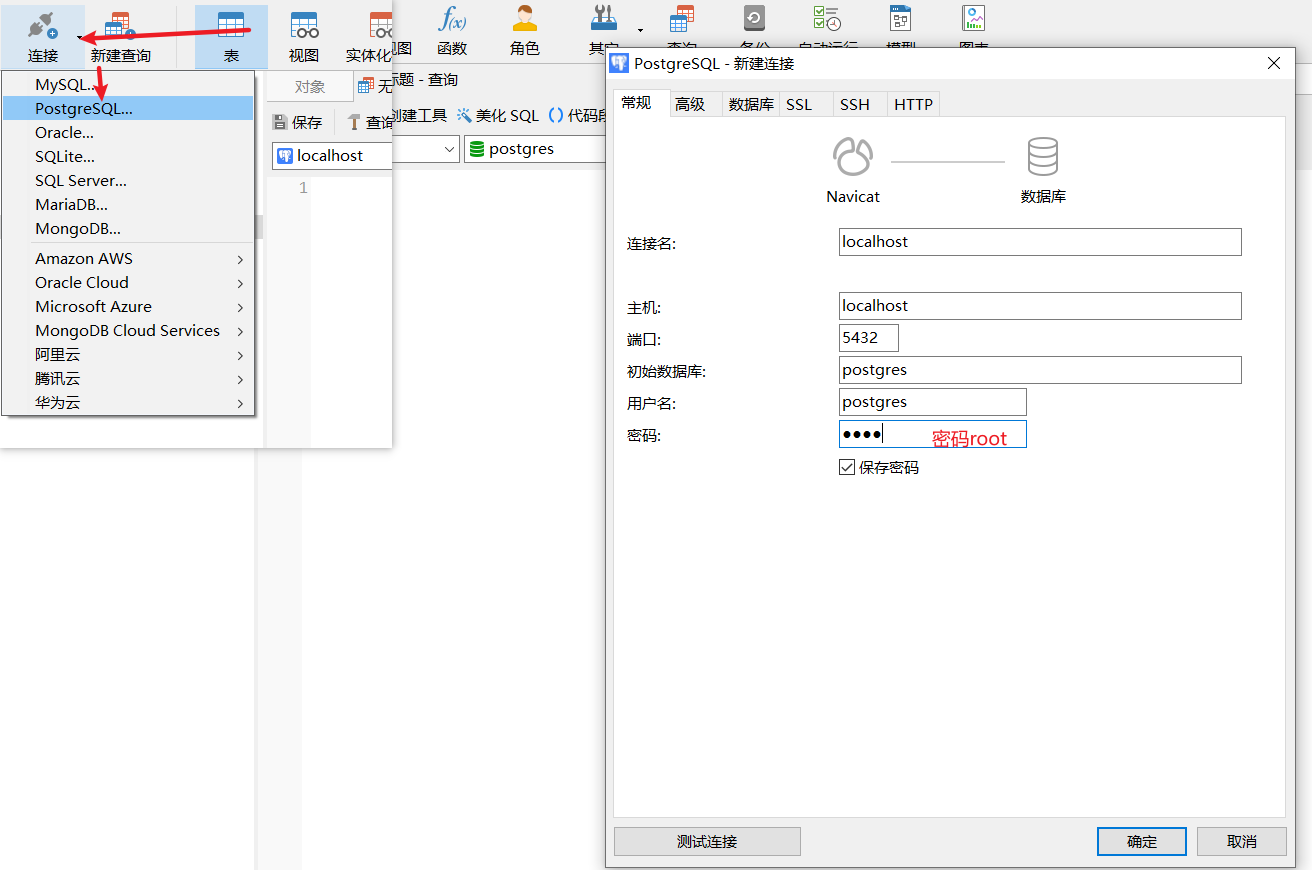 连接
新建查询
表
视图
实体化
视图
函数
角色
其它
查询
备份
自动运行
模型
图表
MySQL...
PostgreSQL...
Oracle...
SQLite...
SQL Server...
MariaDB...
MongoDB...
Amazon AWS
Oracle Cloud
Microsoft Azure
MongoDB Cloud Services
阿里云
腾讯云
华为云
对象
无
标题 - 查询
保存
查询
创建工具
美化 SQL
() 代码段
localhost
postgres
1
PostgreSQL - 新建连接
常规 高级 数据库 SSL SSH HTTP
Navicat
数据库
连接名: localhost
主机: localhost
端口: 5432
初始数据库: postgres
用户名: postgres
密码: ●●●● 密码root
保存密码
测试连接
确定
取消